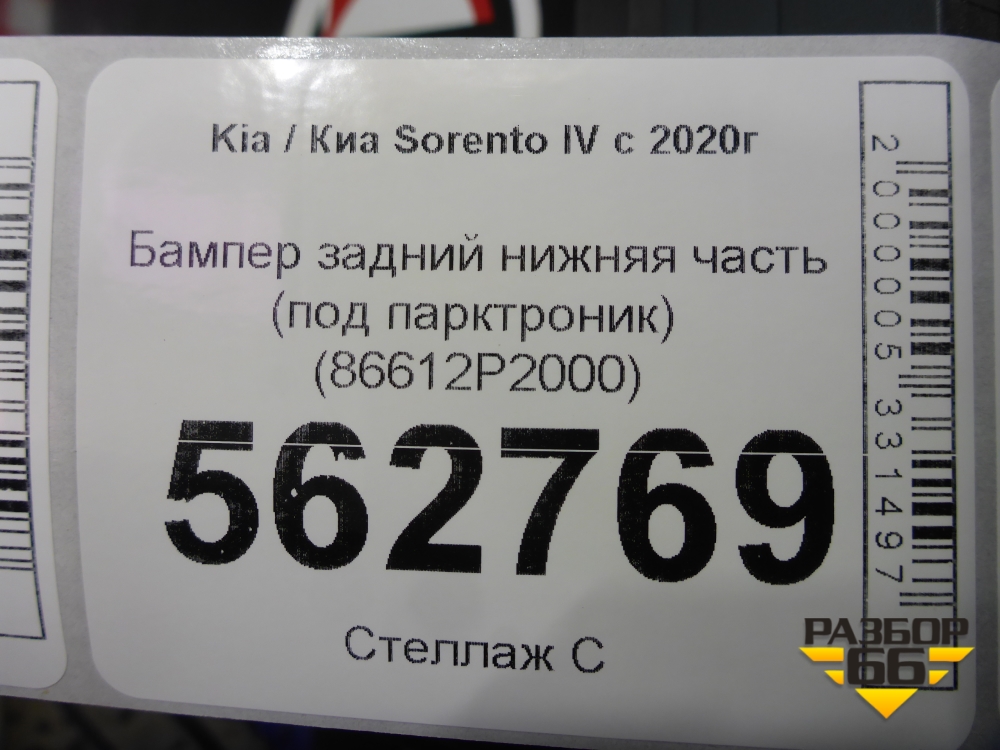 Kia / Киа Sorento IV с 2020г
Бампер задний нижняя часть
(под парктроник)
(86612P2000)
562769
Стеллаж С
2000005331497
РАЗБОР
66